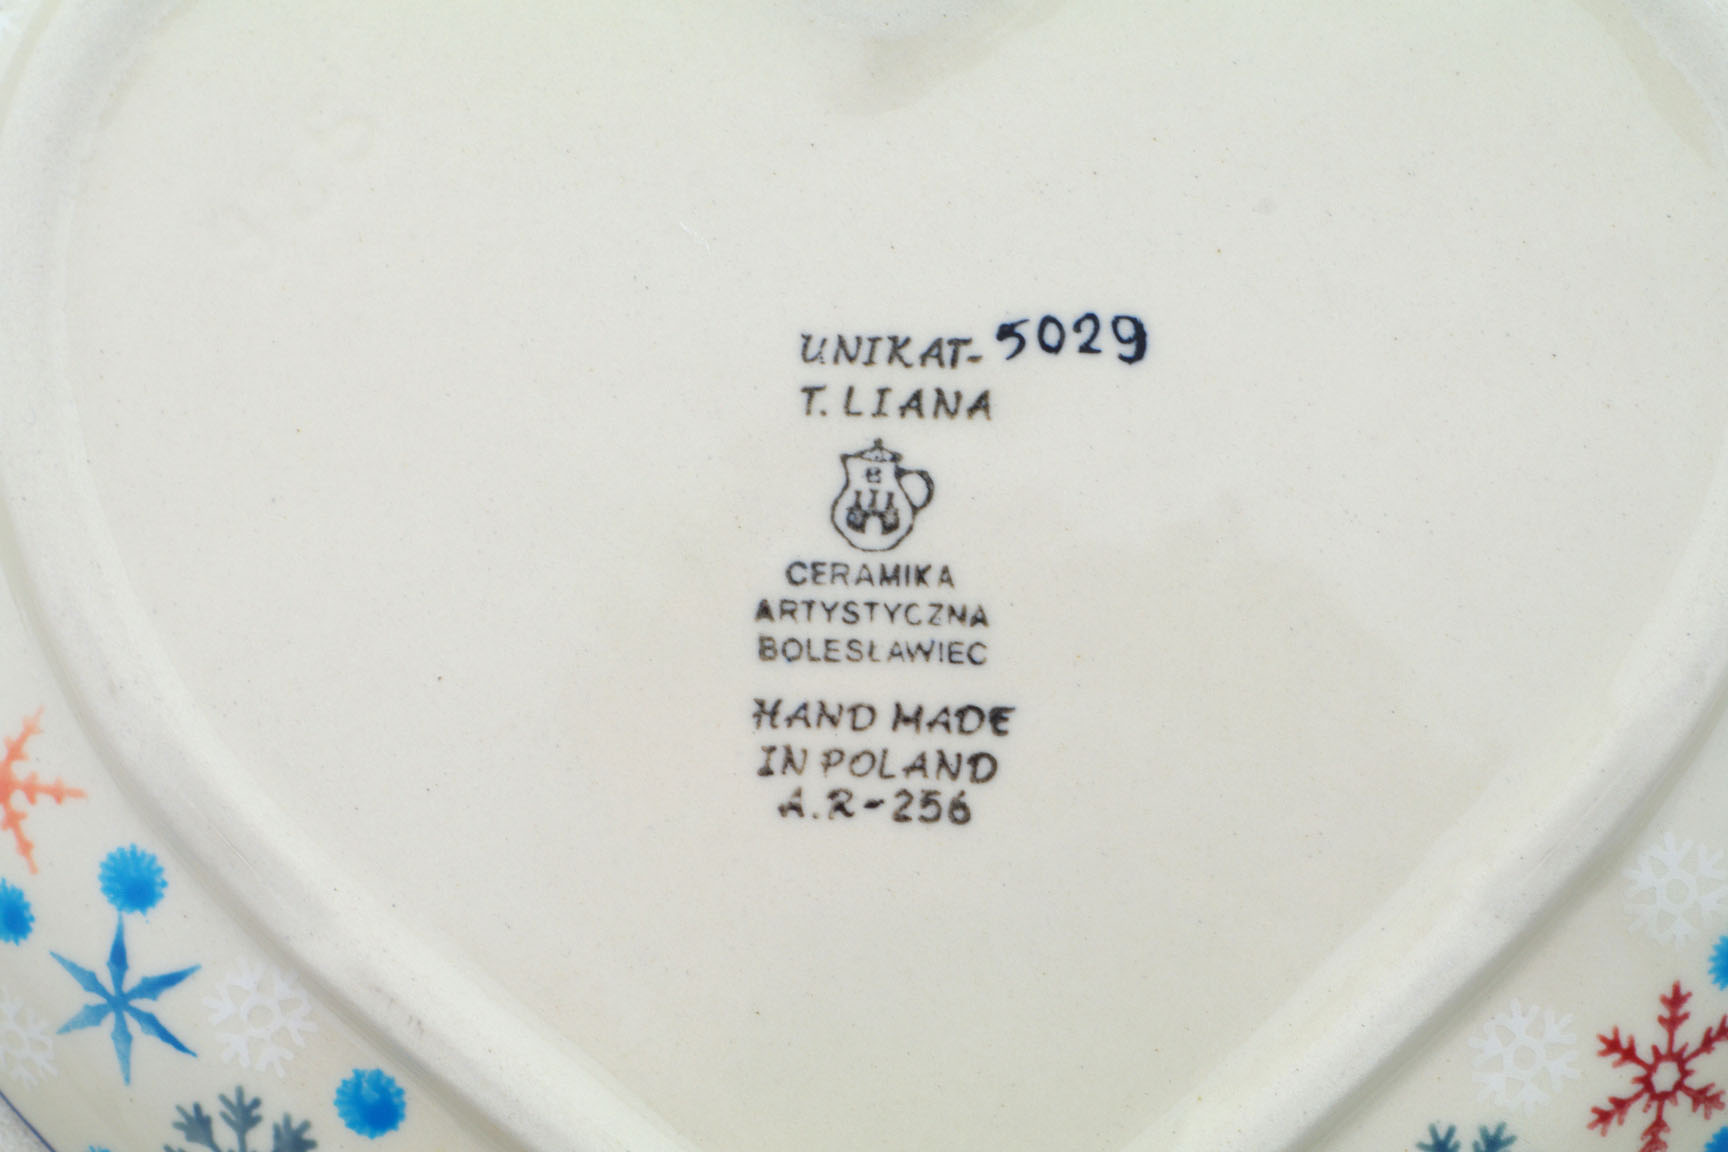 UNIKAT-5029
T. LIANA
B
CERAMIKA
ARTYSTYCZNA
BOLESŁAWIEC
HAND MADE
IN POLAND
A.R-256